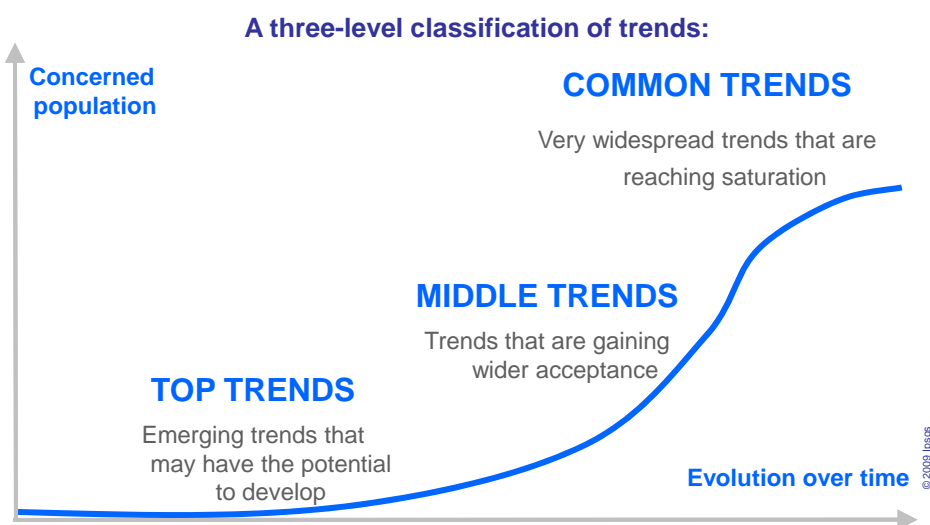 A three-level classification of trends:
Concerned
population
COMMON TRENDS
Very widespread trends that are
reaching saturation
MIDDLE TRENDS
Trends that are gaining
wider acceptance
TOP TRENDS
Emerging trends that
may have the potential
to develop
Evolution over time
© 2009 Ipsos